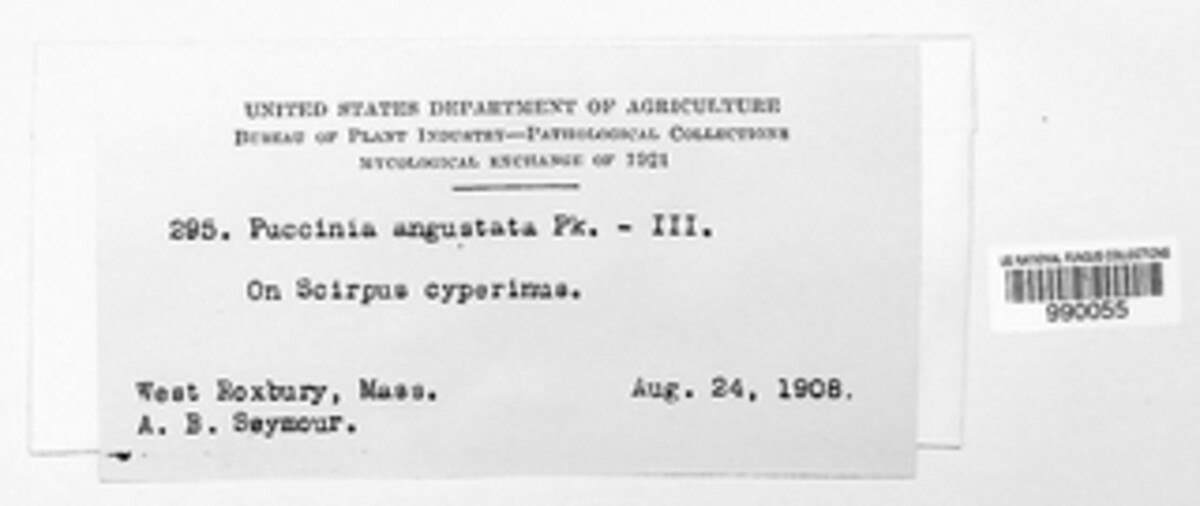 UNITED STATES DEPARTMENT OF AGRICULTURE
BUREAU OF PLANT INDUSTRY—PATHOLOGICAL COLLECTIONS
MYCOLOGICAL EXCHANGE OF 1921
295. Puccinia angustata Pk. - III.
On Scirpus cyperinus.
West Roxbury, Mass. Aug. 24, 1908.
A. B. Seymour.
US NATIONAL FUNGUS COLLECTIONS
990055